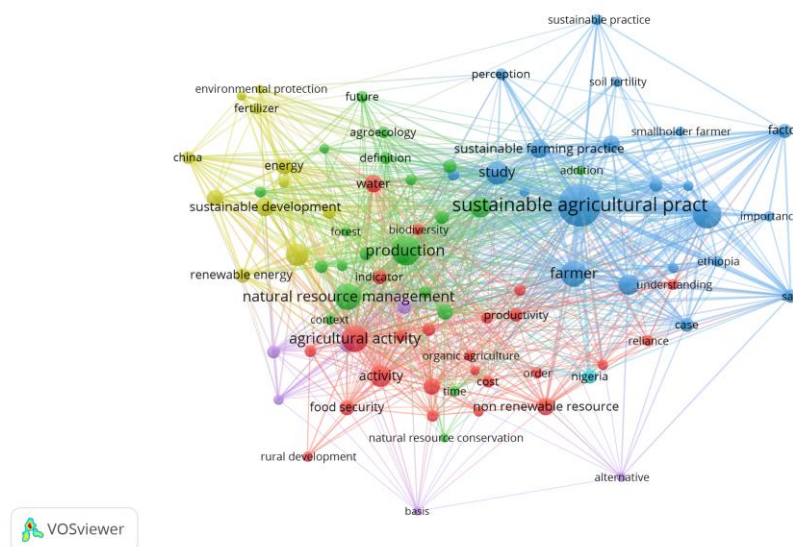 sustainable practice
perception
soil fertility
environmental protection
future
fertilizer
agroecology
smallholder farmer
facto
sustainable farming practice
china
definition
energy
study
addition
water
sustainable development
sustainable agricultural pract
importanc
biodiversity
forest
production
ethiopia
renewable energy
indicator
farmer
understanding
natural resource management
sa
context
productivity
case
agricultural activity
reliance
organic agriculture
activity
cost
order
nigeria
time
food security
non renewable resource
natural resource conservation
rural development
alternative
basis
VOSviewer